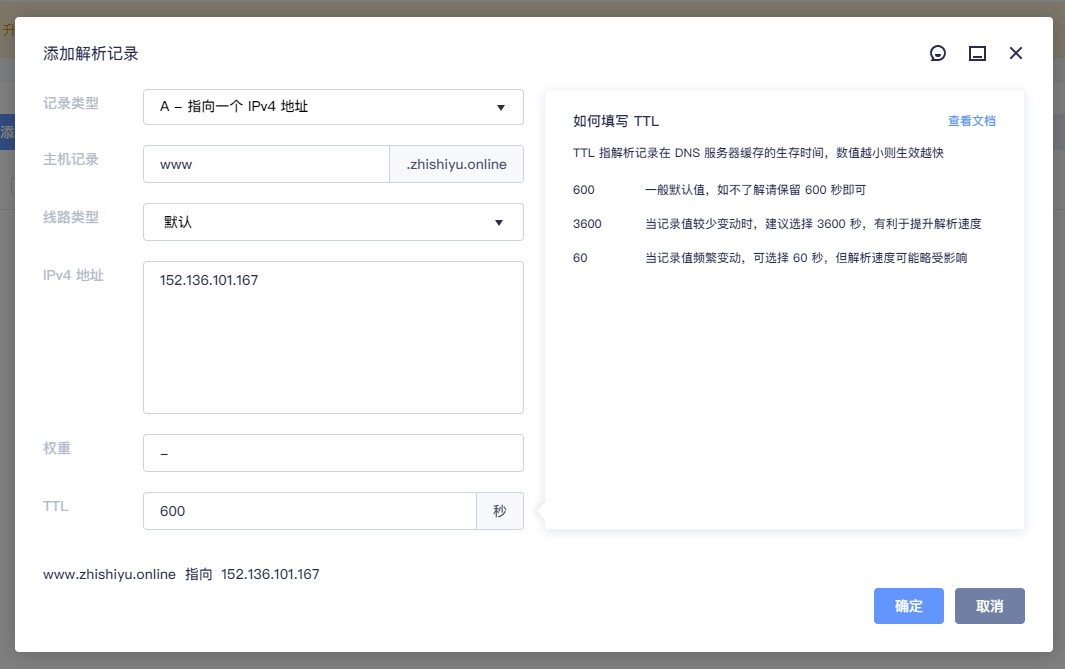 升
添加解析记录
添
记录类型
A – 指向一个 IPv4 地址
主机记录
www
.zhishiyu.online
线路类型
默认
IPv4 地址
152.136.101.167
权重
–
TTL
600
秒
如何填写 TTL
查看文档
TTL 指解析记录在 DNS 服务器缓存的生存时间，数值越小则生效越快
600 一般默认值，如不了解请保留 600 秒即可
3600 当记录值较少变动时，建议选择 3600 秒，有利于提升解析速度
60 当记录值频繁变动，可选择 60 秒，但解析速度可能略受影响
www.zhishiyu.online 指向 152.136.101.167
确定
取消